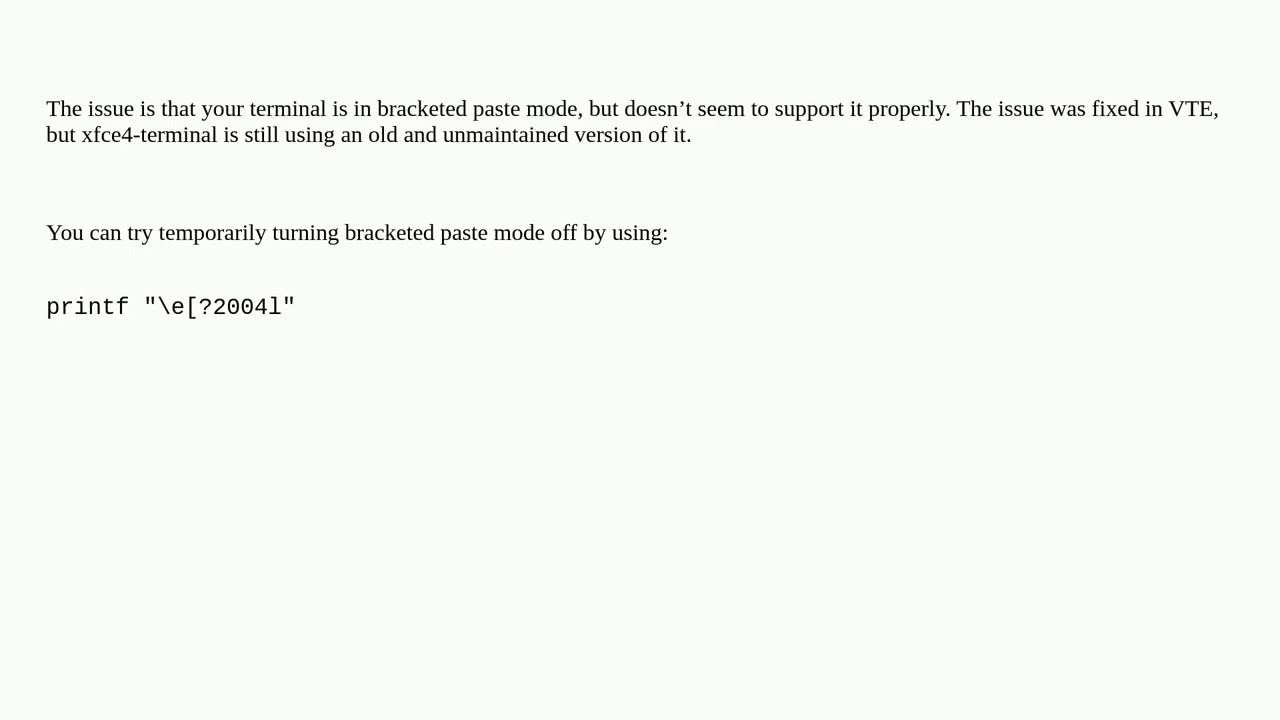 The issue is that your terminal is in bracketed paste mode, but doesn’t seem to support it properly. The issue was fixed in VTE,
but xfce4-terminal is still using an old and unmaintained version of it.
You can try temporarily turning bracketed paste mode off by using:
printf "\e[?2004l"